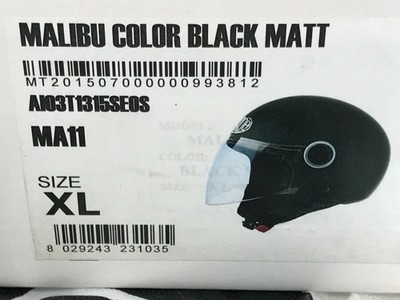 MALIBU COLOR BLACK MATT
MT2015070000000993812
AI03T1315SE0S
MA11
SIZE
XL
8 029243 231035